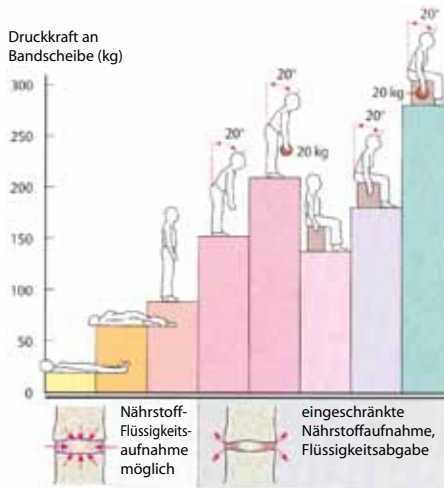 Druckkraft an
Bandscheibe (kg)
300
250
200
150
100
50
0
20°
20°
20 kg
20°
20°
20 kg
Nährstoff-
Flüssigkeits-
aufnahme
möglich
eingeschränkte
Nährstoffaufnahme,
Flüssigkeitsabgabe